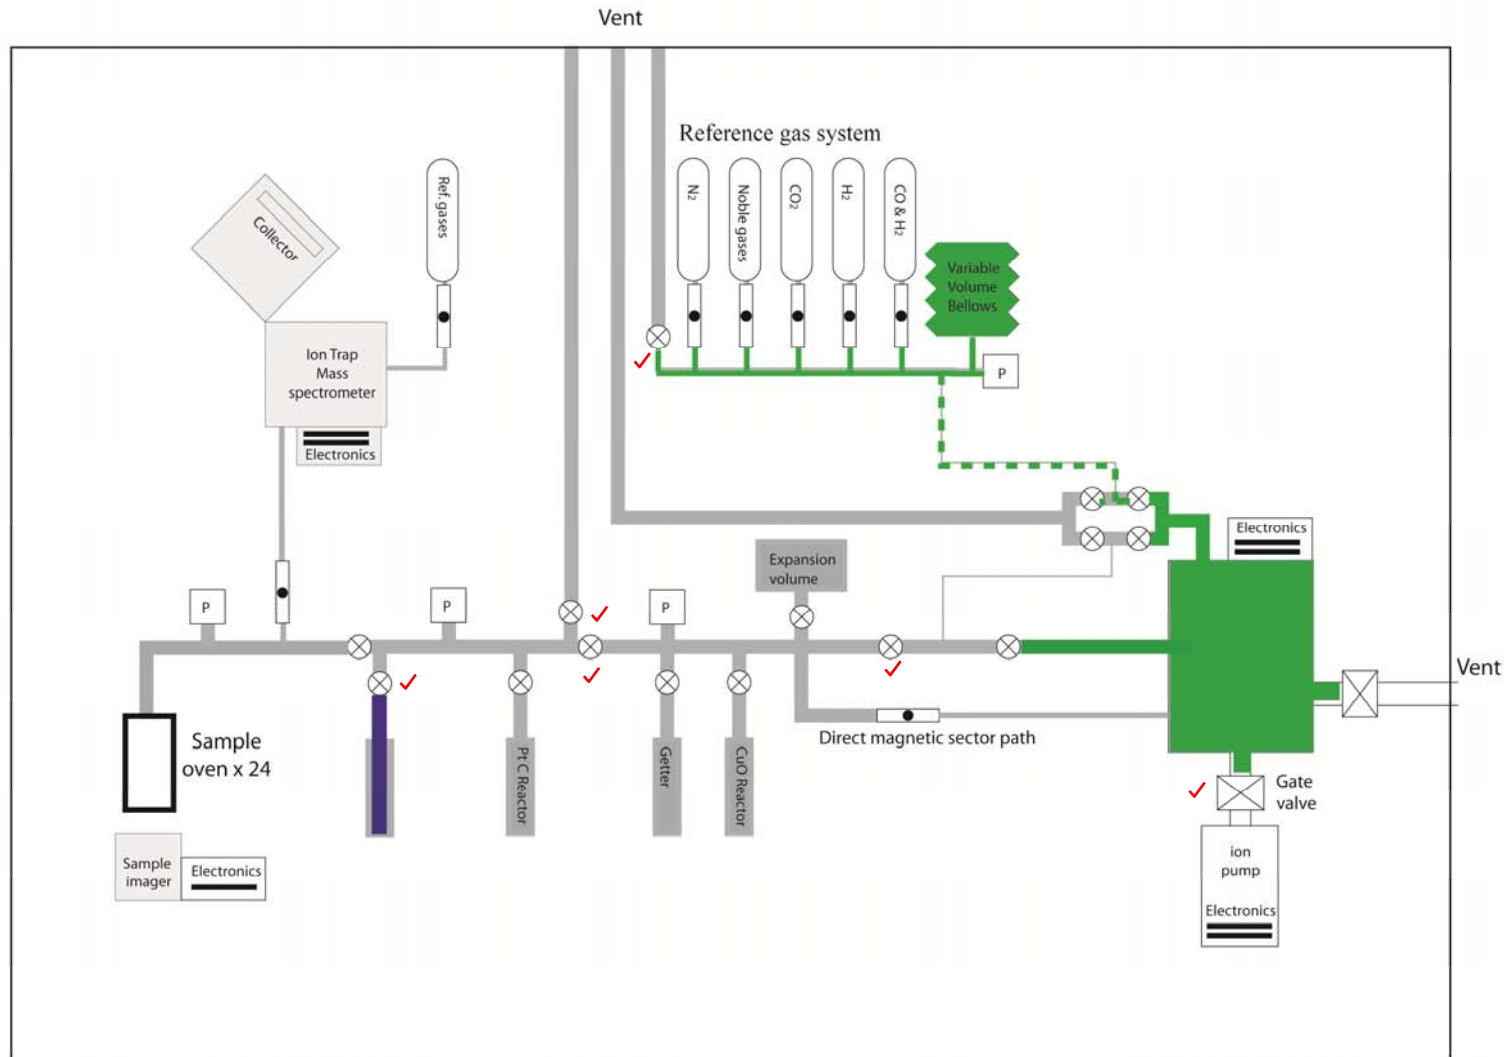 Vent
Reference gas system
Ref. gases
N2
Noble gases
CO2
H2
CO & H2
Collector
Variable
Volume
Bellows
Ion Trap
Mass
spectrometer
P
Electronics
Electronics
Expansion
volume
P
P
P
Vent
Direct magnetic sector path
Sample
oven x 24
Pt C Reactor
Getter
CuO Reactor
Gate
valve
Sample
imager
Electronics
ion
pump
Electronics